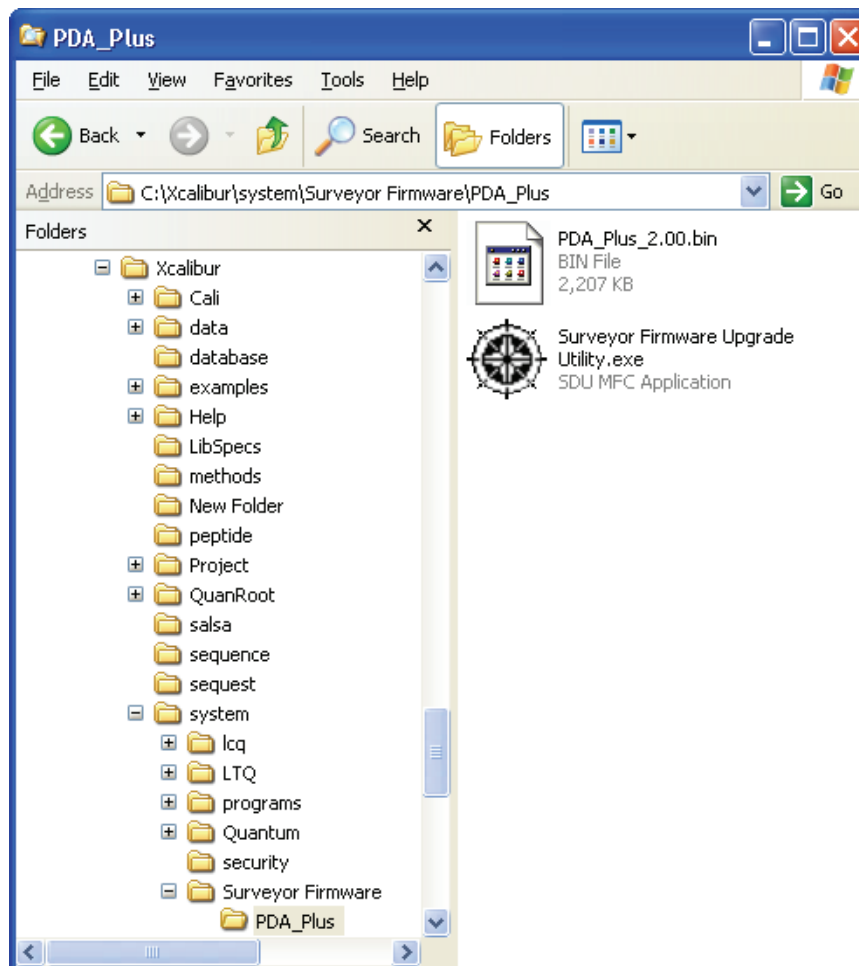 PDA_Plus
File Edit View Favorites Tools Help
Back Search Folders
Address C:\Xcalibur\system\Surveyor Firmware\PDA_Plus Go
Folders
Xcalibur
Cali
data
database
examples
Help
LibSpecs
methods
New Folder
peptide
Project
QuanRoot
salsa
sequence
sequest
system
lcq
LTQ
programs
Quantum
security
Surveyor Firmware
PDA_Plus
PDA_Plus_2.00.bin
BIN File
2,207 KB
Surveyor Firmware Upgrade
Utility.exe
SDU MFC Application